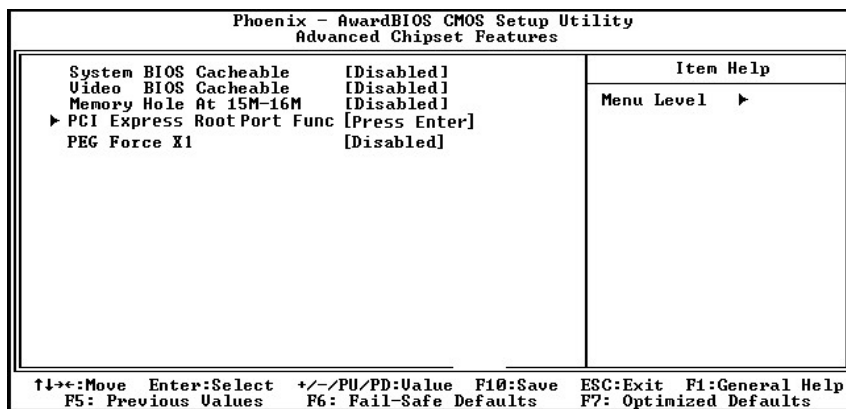 Phoenix - AwardBIOS CMOS Setup Utility
Advanced Chipset Features
System BIOS Cacheable [Disabled]
Video BIOS Cacheable [Disabled]
Memory Hole At 15M-16M [Disabled]
▶ PCI Express Root Port Func [Press Enter]
PEG Force X1 [Disabled]
Item Help
Menu Level ▶
↑↓→←:Move Enter:Select +/-/PU/PD:Value F10:Save ESC:Exit F1:General Help
F5: Previous Values F6: Fail-Safe Defaults F7: Optimized Defaults